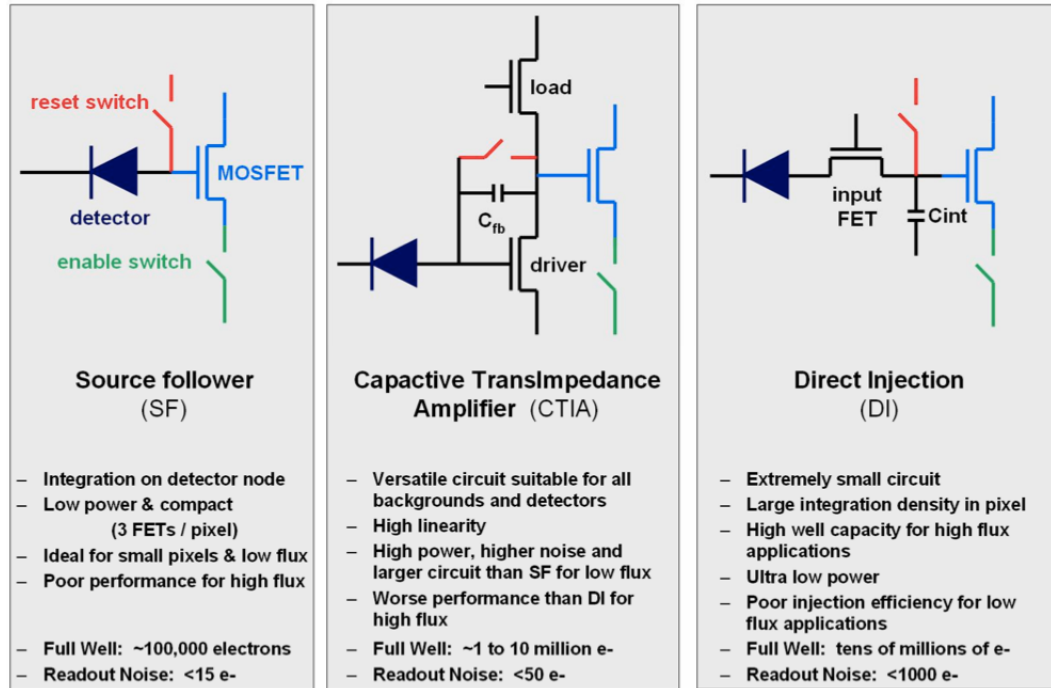 reset switch
MOSFET
detector
enable switch
Source follower
(SF)
– Integration on detector node
– Low power & compact
(3 FETs / pixel)
– Ideal for small pixels & low flux
– Poor performance for high flux
– Full Well: ~100,000 electrons
– Readout Noise: <15 e-
load
Cfb
driver
Capactive TransImpedance
Amplifier (CTIA)
– Versatile circuit suitable for all
backgrounds and detectors
– High linearity
– High power, higher noise and
larger circuit than SF for low flux
– Worse performance than DI for
high flux
– Full Well: ~1 to 10 million e-
– Readout Noise: <50 e-
input
FET
Cint
Direct Injection
(DI)
– Extremely small circuit
– Large integration density in pixel
– High well capacity for high flux
applications
– Ultra low power
– Poor injection efficiency for low
flux applications
– Full Well: tens of millions of e-
– Readout Noise: <1000 e-